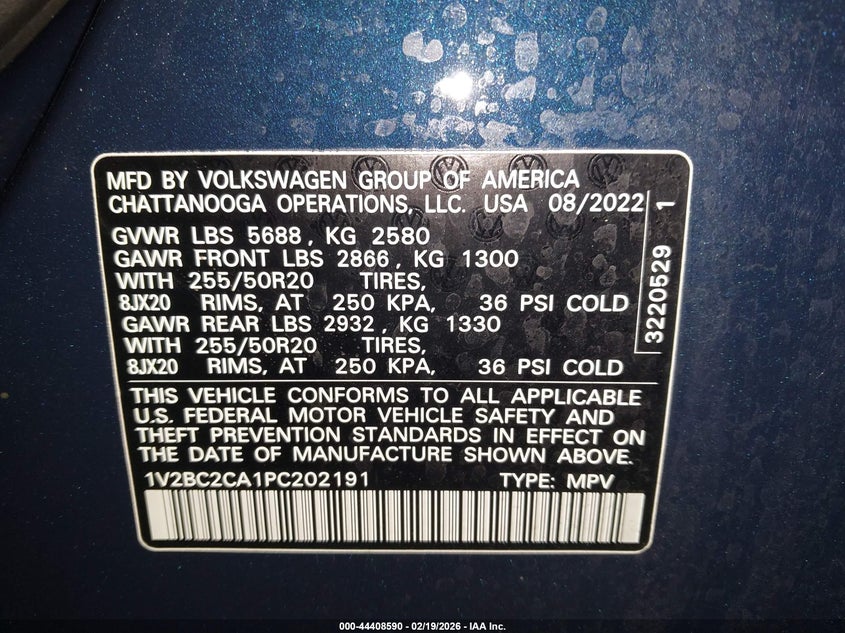 MFD BY VOLKSWAGEN GROUP OF AMERICA
CHATTANOOGA OPERATIONS, LLC. USA 08/2022
GVWR LBS 5688, KG 2580
GAWR FRONT LBS 2866, KG 1300
WITH 255/50R20 TIRES,
8JX20 RIMS, AT 250 KPA, 36 PSI COLD
GAWR REAR LBS 2932, KG 1330
WITH 255/50R20 TIRES,
8JX20 RIMS, AT 250 KPA, 36 PSI COLD
3220529 1
THIS VEHICLE CONFORMS TO ALL APPLICABLE
U.S. FEDERAL MOTOR VEHICLE SAFETY AND
THEFT PREVENTION STANDARDS IN EFFECT ON
THE DATE OF MANUFACTURE SHOWN ABOVE.
1V2BC2CA1PC202191 TYPE: MPV
000-44408590 - 02/19/2026 - IAA Inc.